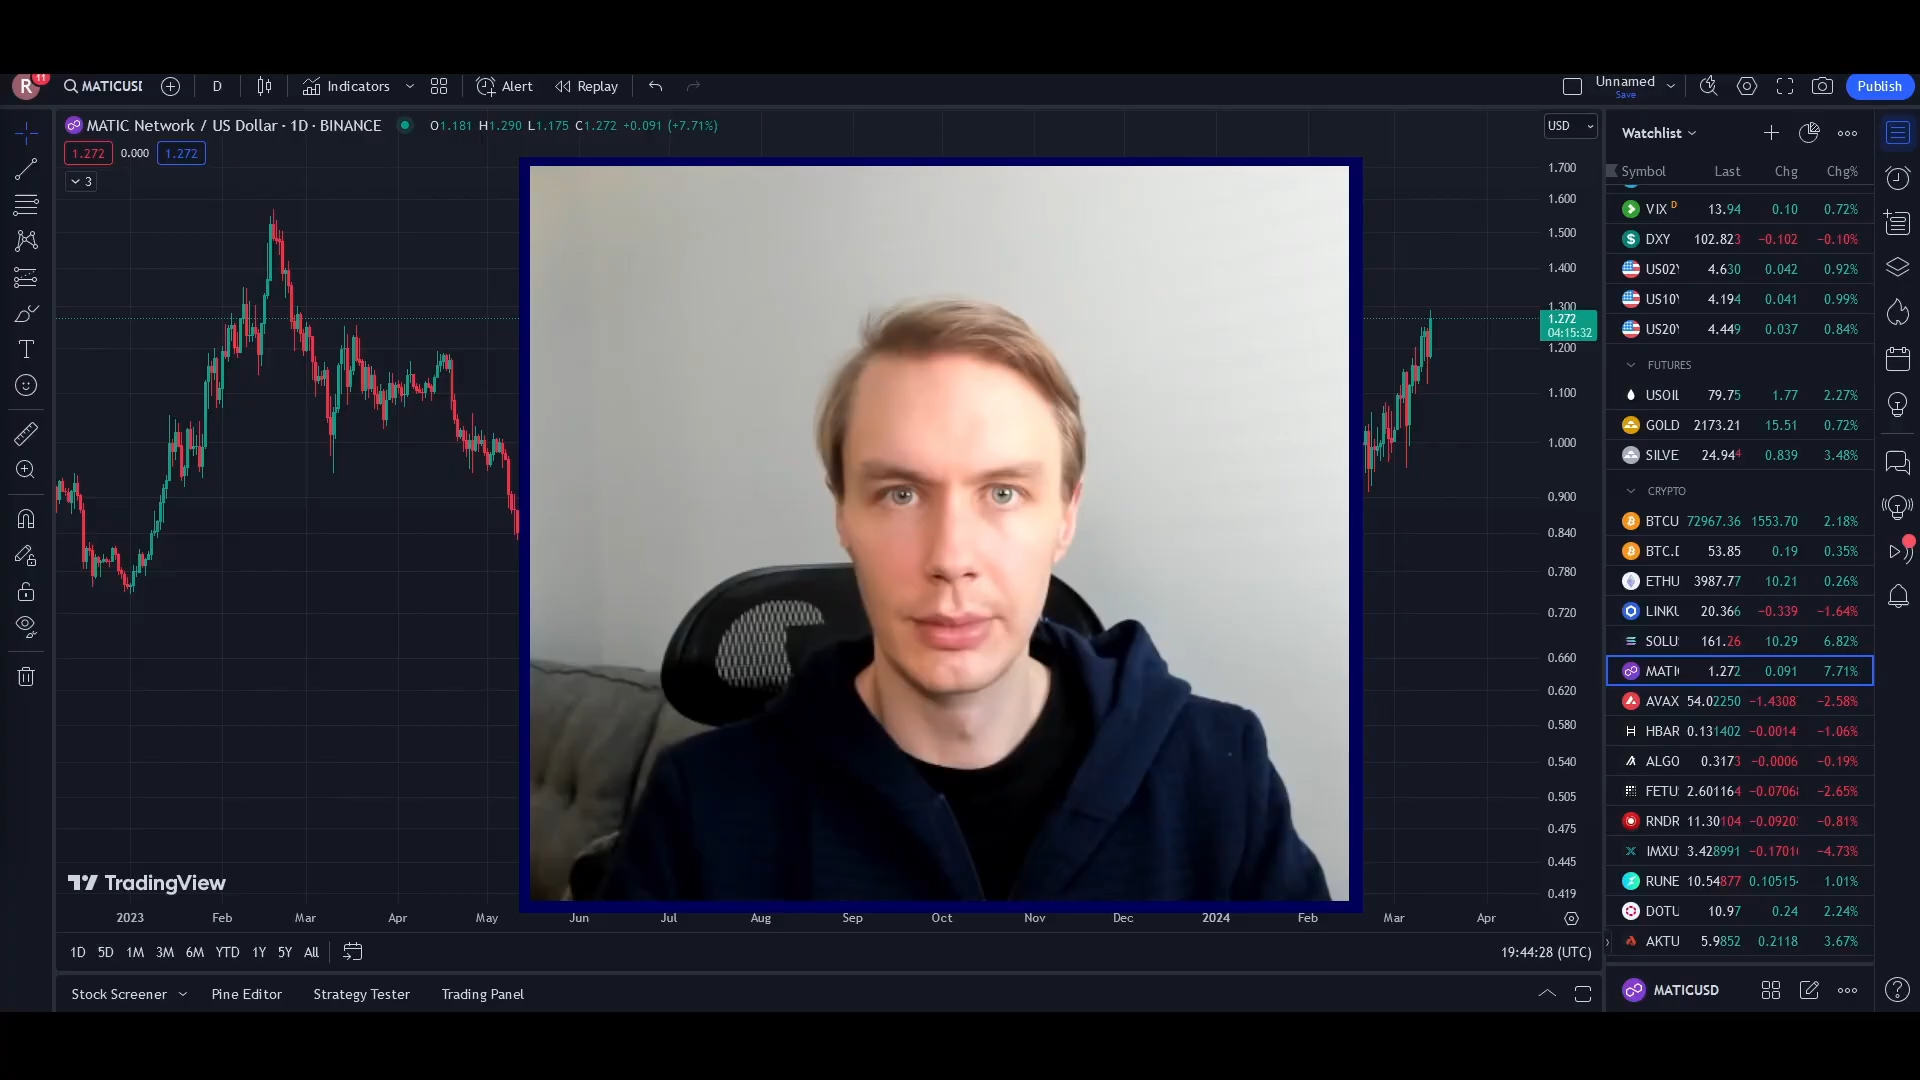 R 11 MATICUSD D Indicators Alert Replay Unnamed Save Publish
MATIC Network / US Dollar · 1D · BINANCE O1.181 H1.290 L1.175 C1.272 +0.091 (+7.71%)
1.272 0.000 1.272
3
USD
1.700
1.600
1.500
1.400
1.300
1.272
04:15:32
1.200
1.100
1.000
0.900
0.840
0.780
0.720
0.660
0.620
0.580
0.540
0.505
0.475
0.445
0.419
TradingView
2023 Feb Mar Apr May Jun Jul Aug Sep Oct Nov Dec 2024 Feb Mar Apr
1D 5D 1M 3M 6M YTD 1Y 5Y All 19:44:28 (UTC)
Stock Screener Pine Editor Strategy Tester Trading Panel
Watchlist
Symbol Last Chg Chg%
VIX D 13.94 0.10 0.72%
DXY 102.823 −0.102 −0.10%
US02Y 4.630 0.042 0.92%
US10Y 4.194 0.041 0.99%
US20Y 4.449 0.037 0.84%
FUTURES
USOIL 79.75 1.77 2.27%
GOLD 2173.21 15.51 0.72%
SILVE 24.944 0.839 3.48%
CRYPTO
BTCU 72967.36 1553.70 2.18%
BTC.D 53.85 0.19 0.35%
ETHU 3987.77 10.21 0.26%
LINKU 20.366 −0.339 −1.64%
SOLU 161.26 10.29 6.82%
MATI 1.272 0.091 7.71%
AVAX 54.02250 −1.4308 −2.58%
HBAR 0.131402 −0.0014 −1.06%
ALGO 0.3173 −0.0006 −0.19%
FETU 2.601164 −0.0706 −2.65%
RNDR 11.30104 −0.0920 −0.81%
IMXU 3.428991 −0.1701 −4.73%
RUNE 10.54877 0.10515 1.01%
DOTU 10.97 0.24 2.24%
AKTU 5.9852 0.2118 3.67%
MATICUSD